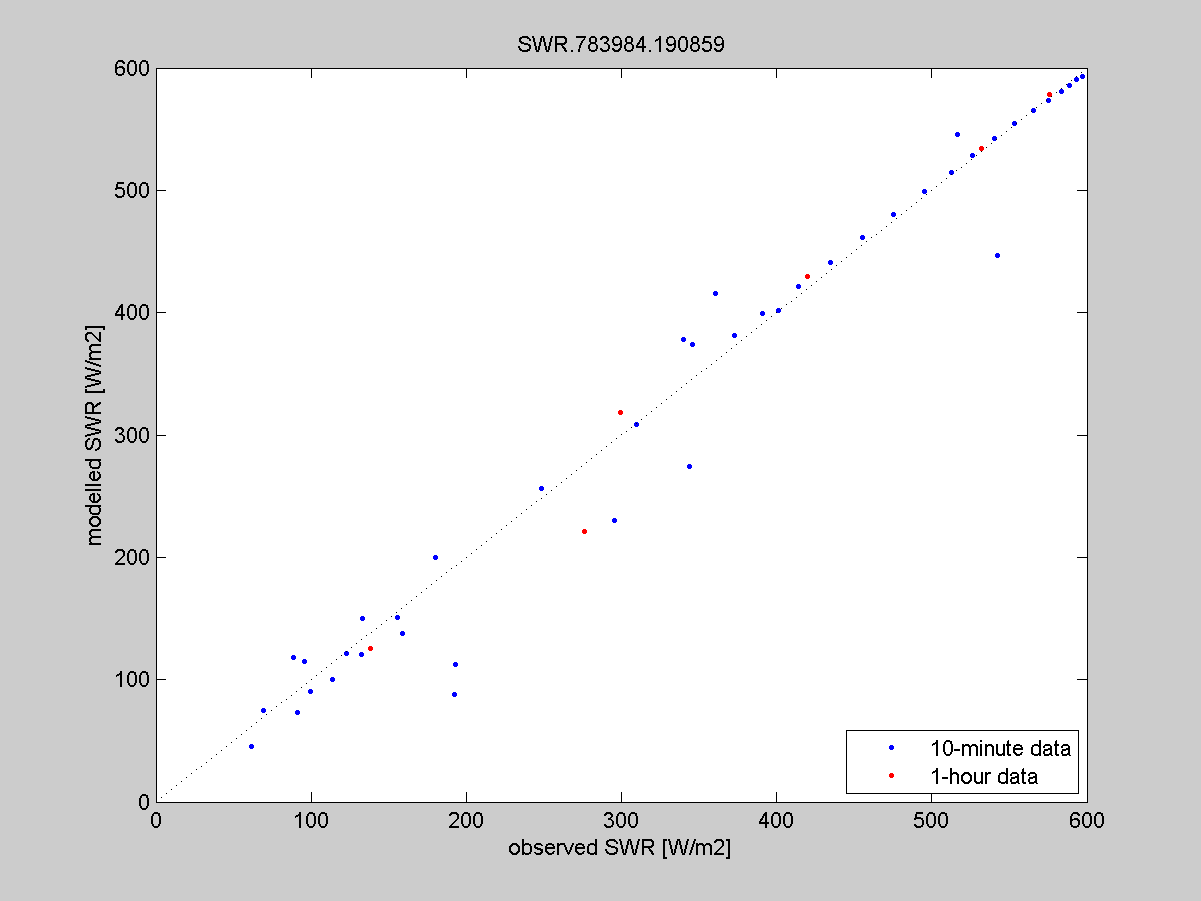 SWR.783984.190859
600
500
400
300
200
100
0
modelled SWR [W/m2]
10-minute data
1-hour data
0 100 200 300 400 500 600
observed SWR [W/m2]